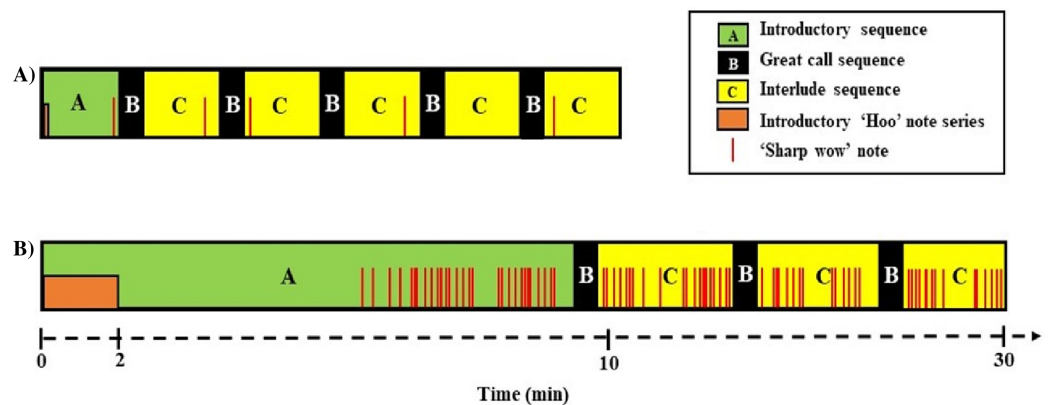 A Introductory sequence
B Great call sequence
C Interlude sequence
Introductory ‘Hoo’ note series
‘Sharp wow’ note
A)
A B C B C B C B C B C
B)
A B C B C B C
0 2 10 30
Time (min)